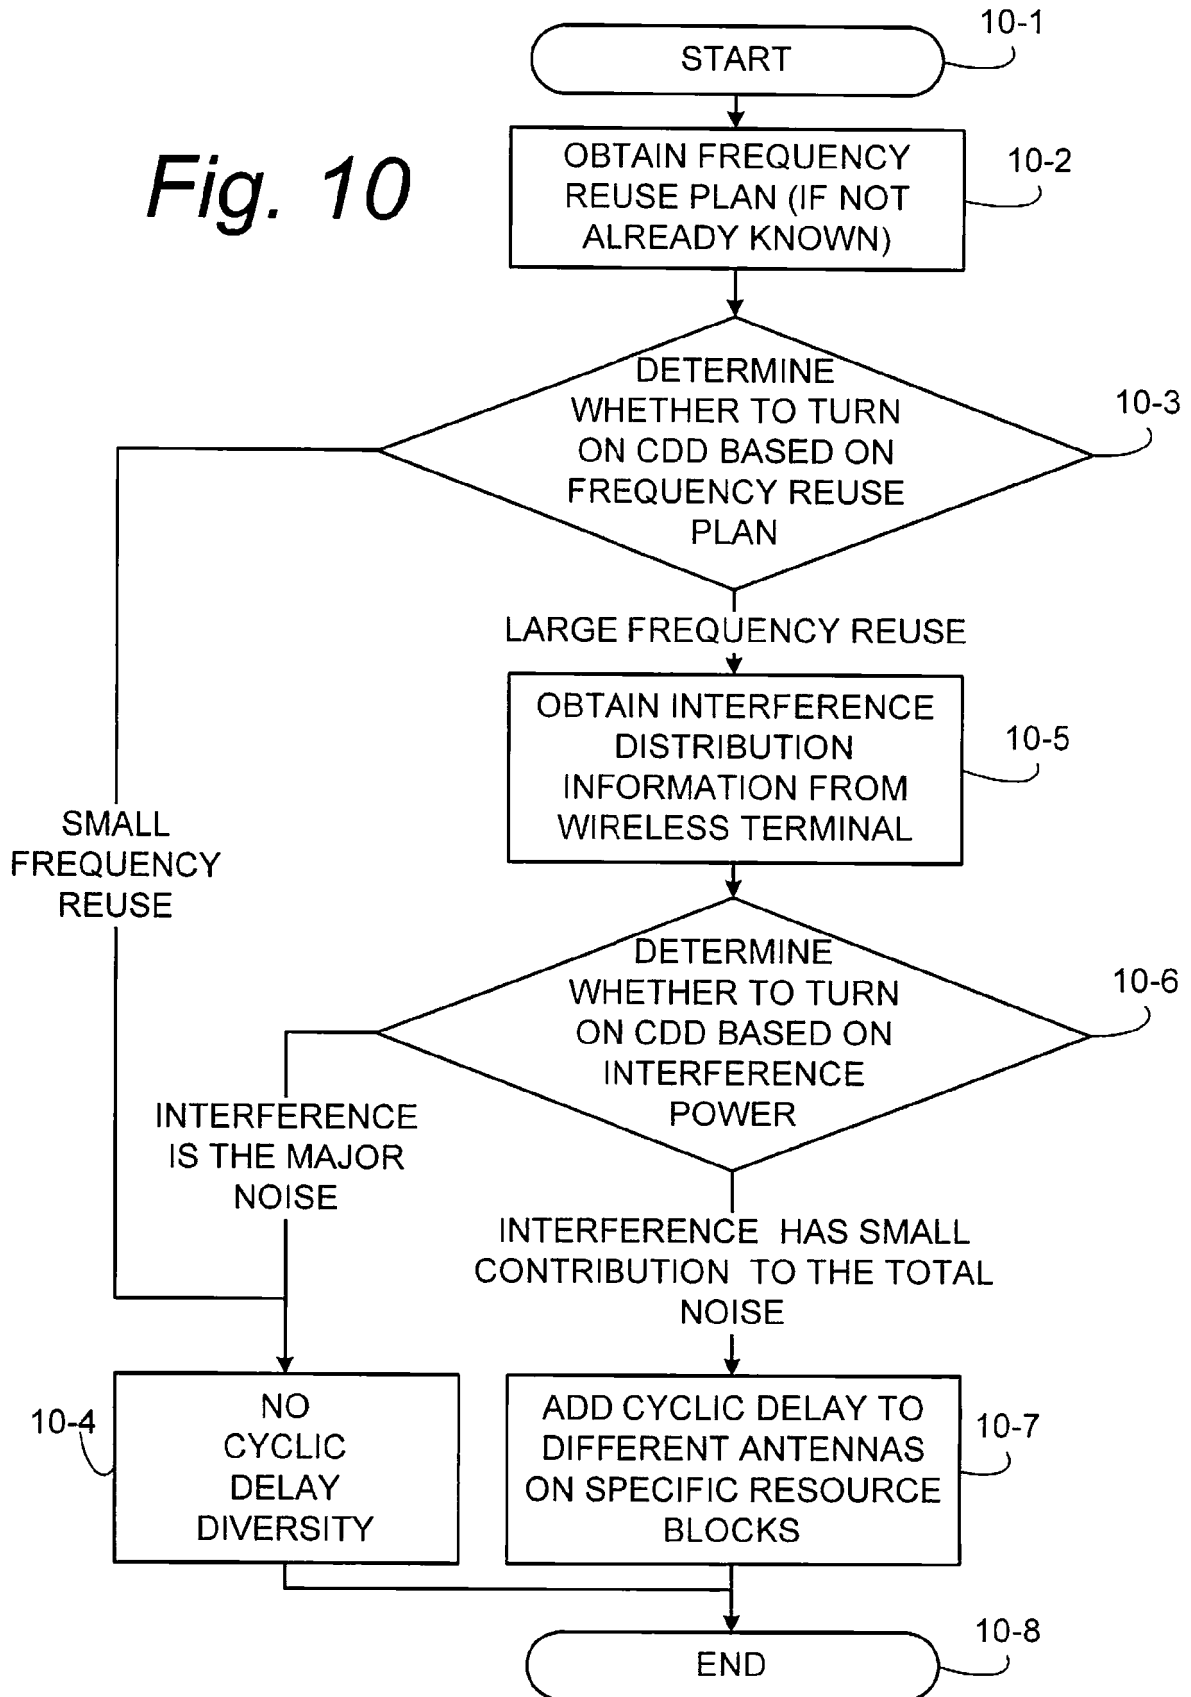 10-1
START
Fig. 10
OBTAIN FREQUENCY
REUSE PLAN (IF NOT
ALREADY KNOWN)
10-2
DETERMINE
WHETHER TO TURN
ON CDD BASED ON
FREQUENCY REUSE
PLAN
10-3
LARGE FREQUENCY REUSE
OBTAIN INTERFERENCE
DISTRIBUTION
INFORMATION FROM
WIRELESS TERMINAL
10-5
SMALL
FREQUENCY
REUSE
DETERMINE
WHETHER TO TURN
ON CDD BASED ON
INTERFERENCE
POWER
10-6
INTERFERENCE
IS THE MAJOR
NOISE
INTERFERENCE HAS SMALL
CONTRIBUTION TO THE TOTAL
NOISE
10-4
NO
CYCLIC
DELAY
DIVERSITY
ADD CYCLIC DELAY TO
DIFFERENT ANTENNAS
ON SPECIFIC RESOURCE
BLOCKS
10-7
END
10-8